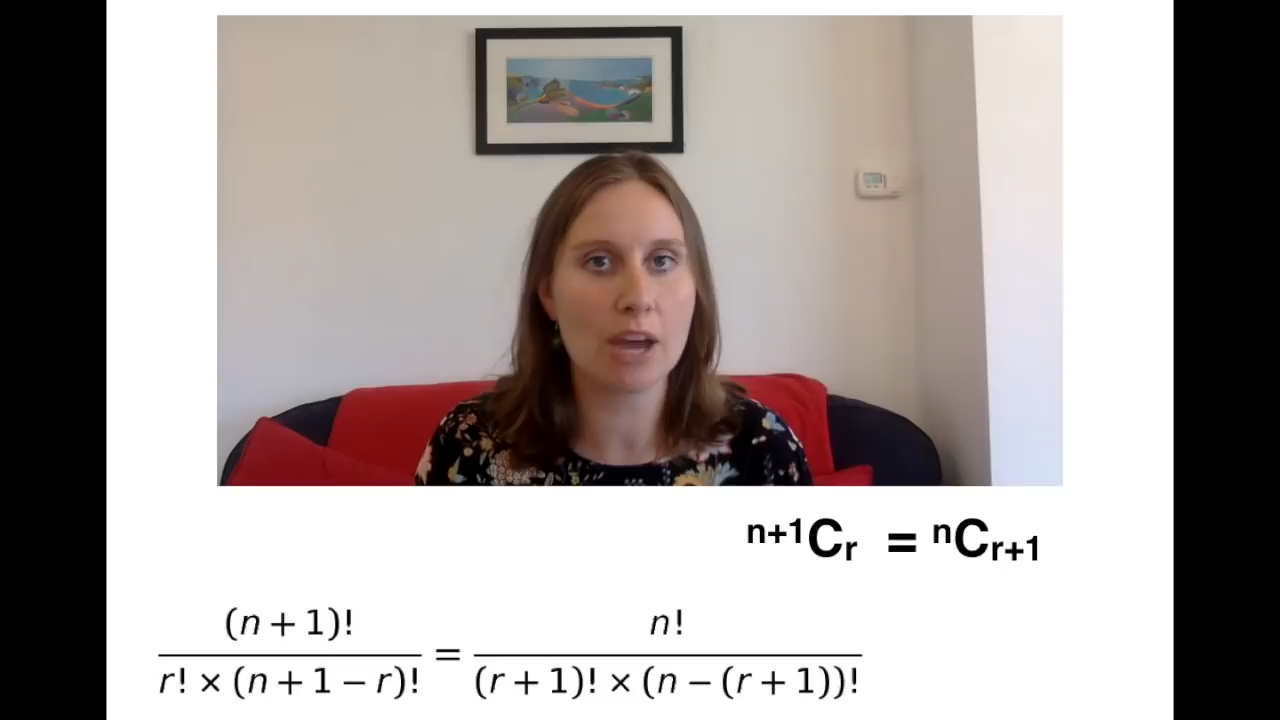 ⁿ⁺¹Cᵣ = ⁿCᵣ₊₁
(n + 1)! / r! × (n + 1 − r)! = n! / (r + 1)! × (n − (r + 1))!